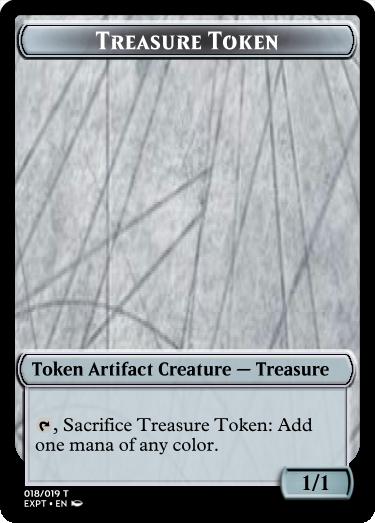 Treasure Token
Token Artifact Creature — Treasure
, Sacrifice Treasure Token: Add
one mana of any color.
1/1
018/019 T
EXPT • EN